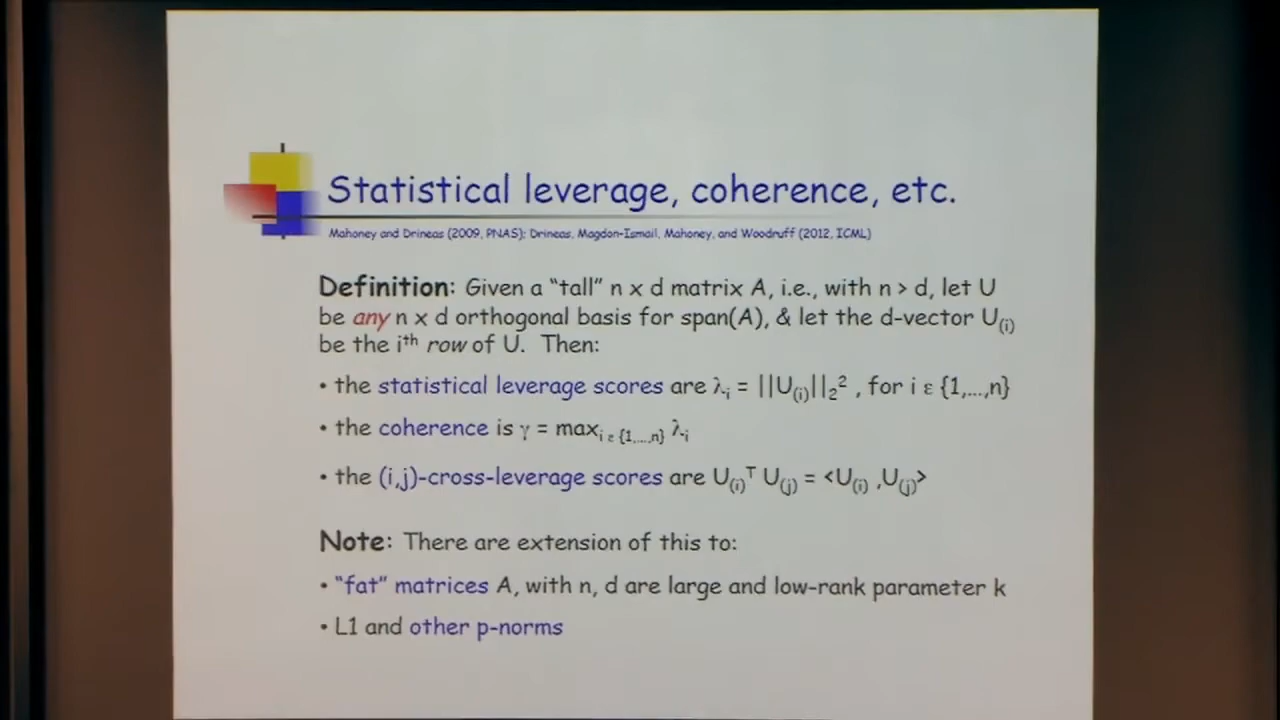 Statistical leverage, coherence, etc.
Mahoney and Drineas (2009, PNAS); Drineas, Magdon-Ismail, Mahoney, and Woodruff (2012, ICML)
Definition: Given a “tall” n x d matrix A, i.e., with n > d, let U
be any n x d orthogonal basis for span(A), & let the d-vector U(i)
be the ith row of U. Then:
• the statistical leverage scores are λi = ||U(i)||2², for i ε {1,...,n}
• the coherence is γ = maxi ε {1,...,n} λi
• the (i,j)-cross-leverage scores are U(i)ᵀ U(j) = <U(i) ,U(j)>
Note: There are extension of this to:
• “fat” matrices A, with n, d are large and low-rank parameter k
• L1 and other p-norms